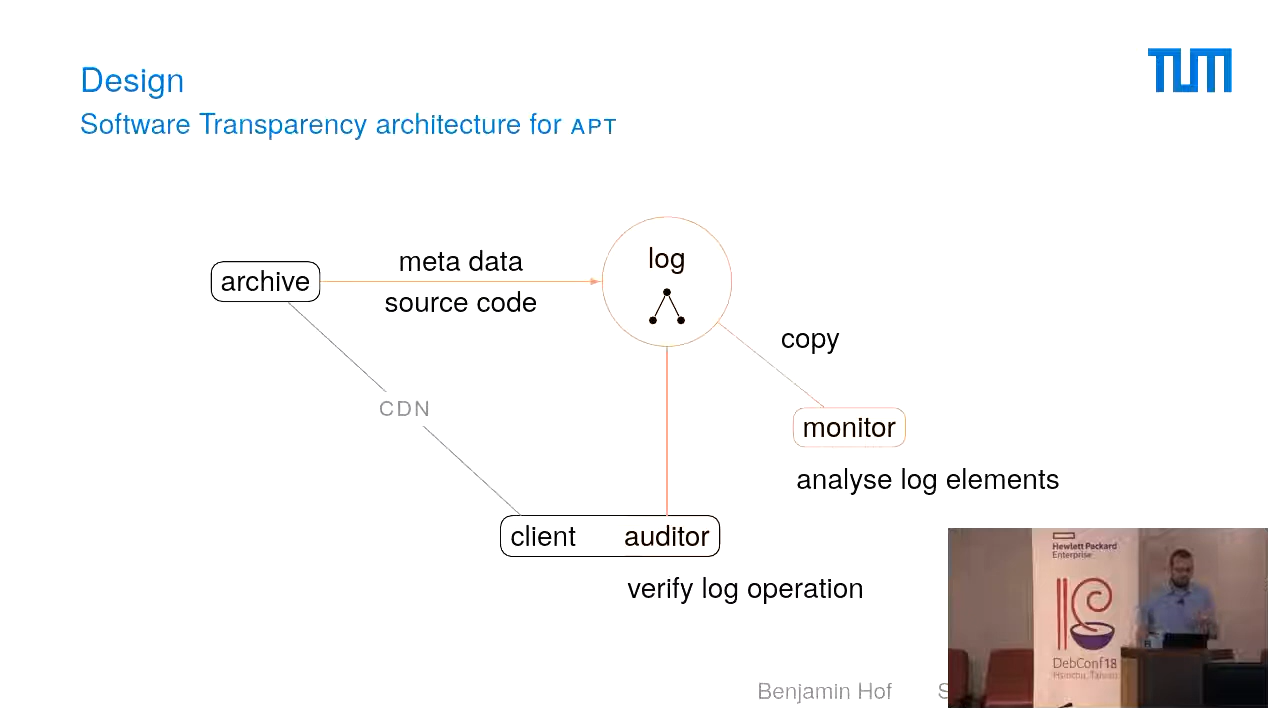 TUM
Design
Software Transparency architecture for APT
log
meta data
archive
source code
copy
CDN
monitor
analyse log elements
client auditor
verify log operation
Hewlett Packard
Enterprise
DebConf18
Hsinchu, Taiwan
Benjamin Hof S